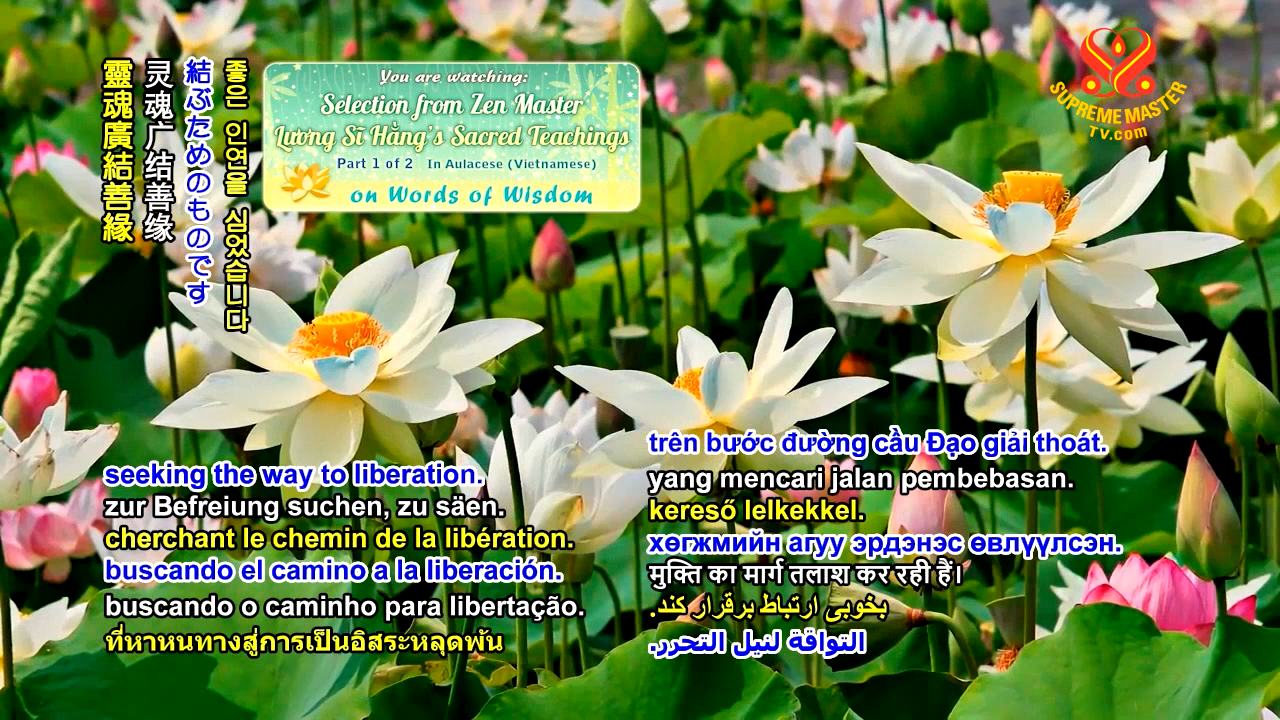 靈魂廣結善緣
灵魂广结善缘
結ぶためのものです
좋은 인연을 심었습니다
You are watching:
Selection from Zen Master
Lương Sĩ Hằng's Sacred Teachings
Part 1 of 2 In Aulacese (Vietnamese)
on Words of Wisdom
SUPREME MASTER
TV.com
seeking the way to liberation.
zur Befreiung suchen, zu säen.
cherchant le chemin de la libération.
buscando el camino a la liberación.
buscando o caminho para libertação.
ที่หาหนทางสู่การเป็นอิสระหลุดพ้น
trên bước đường cầu Đạo giải thoát.
yang mencari jalan pembebasan.
kereső lelkekkel.
хөгжмийн агуу эрдэнэс өвлүүлсэн.
मुक्ति का मार्ग तलाश कर रही हैं।
بخوبی ارتباط برقرار کند.
التواقة لنيل التحرر.